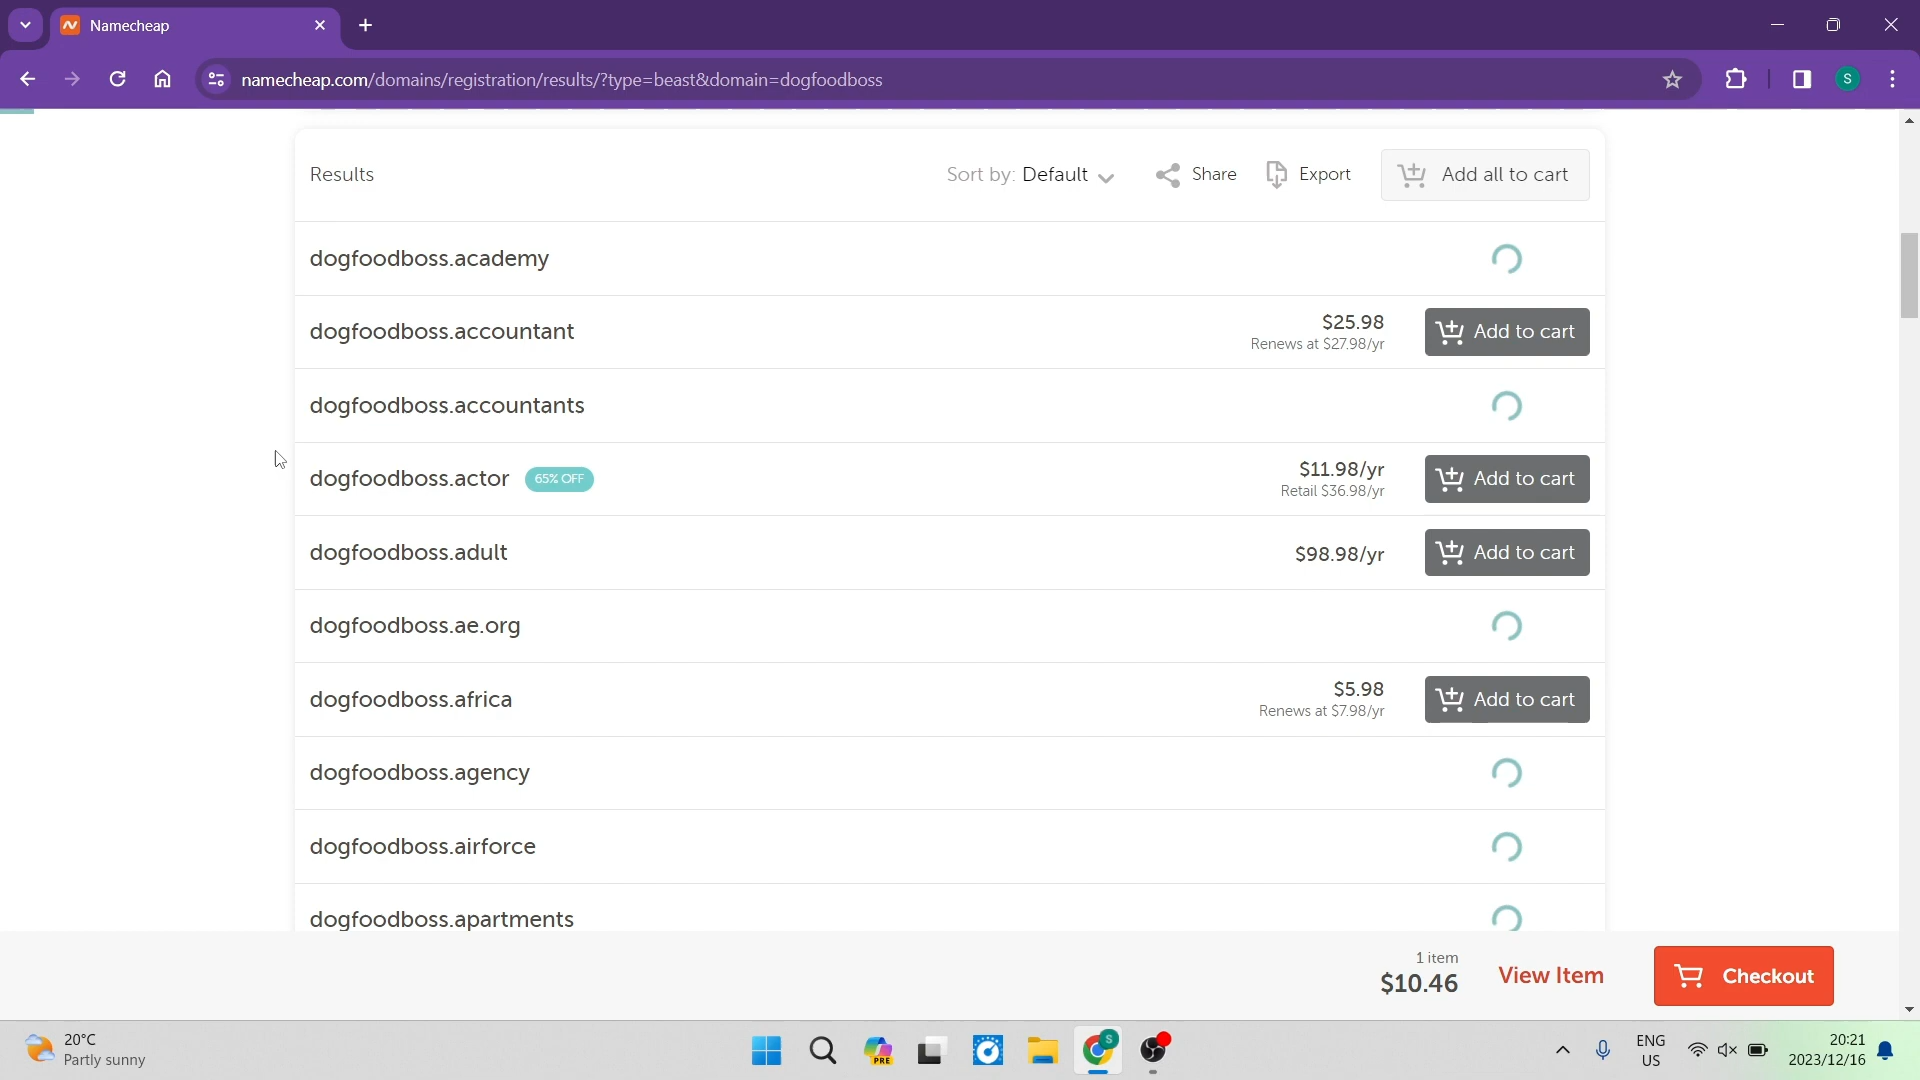 Namecheap
namecheap.com/domains/registration/results/?type=beast&domain=dogfoodboss
S
Results
Sort by: Default
Share
Export
Add all to cart
dogfoodboss.academy
dogfoodboss.accountant
$25.98
Renews at $27.98/yr
Add to cart
dogfoodboss.accountants
dogfoodboss.actor
65% OFF
$11.98/yr
Retail $36.98/yr
Add to cart
dogfoodboss.adult
$98.98/yr
Add to cart
dogfoodboss.ae.org
dogfoodboss.africa
$5.98
Renews at $7.98/yr
Add to cart
dogfoodboss.agency
dogfoodboss.airforce
dogfoodboss.apartments
1 item
$10.46
View Item
Checkout
20°C
Partly sunny
PRE
S
ENG
US
20:21
2023/12/16